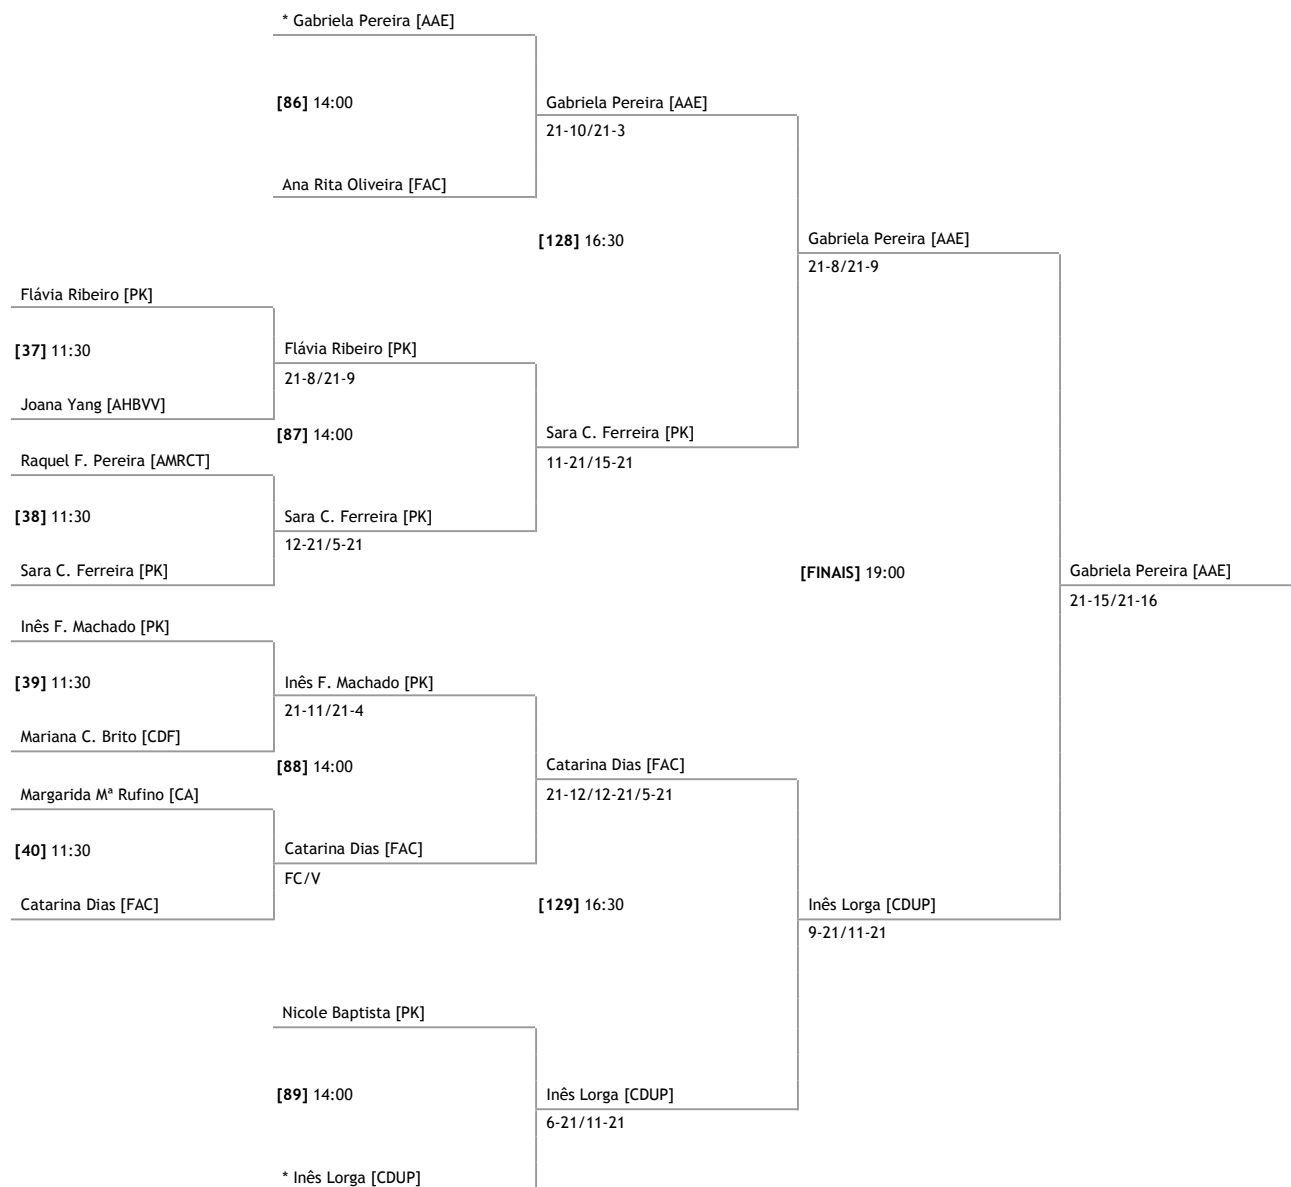 * Gabriela Pereira [AAE]
[86] 14:00
Gabriela Pereira [AAE]
21-10/21-3
Ana Rita Oliveira [FAC]
[128] 16:30
Gabriela Pereira [AAE]
21-8/21-9
Flávia Ribeiro [PK]
[37] 11:30
Flávia Ribeiro [PK]
21-8/21-9
Joana Yang [AHBVV]
[87] 14:00
Sara C. Ferreira [PK]
11-21/15-21
Raquel F. Pereira [AMRCT]
[38] 11:30
Sara C. Ferreira [PK]
12-21/5-21
Sara C. Ferreira [PK]
[FINAIS] 19:00
Gabriela Pereira [AAE]
21-15/21-16
Inês F. Machado [PK]
[39] 11:30
Inês F. Machado [PK]
21-11/21-4
Mariana C. Brito [CDF]
[88] 14:00
Catarina Dias [FAC]
21-12/12-21/5-21
Margarida Mª Rufino [CA]
[40] 11:30
Catarina Dias [FAC]
FC/V
Catarina Dias [FAC]
[129] 16:30
Inês Lorga [CDUP]
9-21/11-21
Nicole Baptista [PK]
[89] 14:00
Inês Lorga [CDUP]
6-21/11-21
* Inês Lorga [CDUP]